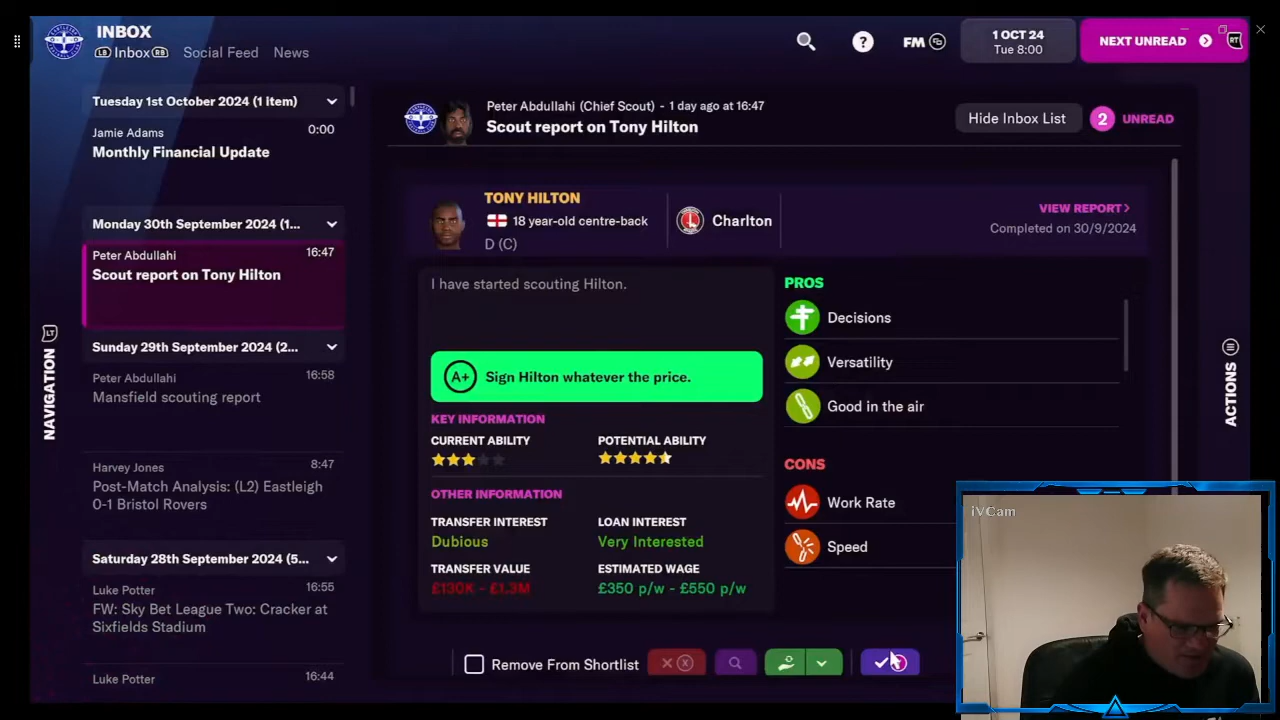 INBOX
LB Inbox RB Social Feed News
FM
1 OCT 24
Tue 8:00
NEXT UNREAD
RT
Tuesday 1st October 2024 (1 item)
Jamie Adams 0:00
Monthly Financial Update
Monday 30th September 2024 (1...
Peter Abdullahi 16:47
Scout report on Tony Hilton
Sunday 29th September 2024 (2...
Peter Abdullahi 16:58
Mansfield scouting report
Harvey Jones 8:47
Post-Match Analysis: (L2) Eastleigh
0-1 Bristol Rovers
Saturday 28th September 2024 (5...
Luke Potter 16:55
FW: Sky Bet League Two: Cracker at
Sixfields Stadium
Luke Potter 16:44
LT
NAVIGATION
Peter Abdullahi (Chief Scout) - 1 day ago at 16:47
Scout report on Tony Hilton
Hide Inbox List
2 UNREAD
TONY HILTON
18 year-old centre-back
D (C)
Charlton
VIEW REPORT >
Completed on 30/9/2024
I have started scouting Hilton.
A+ Sign Hilton whatever the price.
KEY INFORMATION
CURRENT ABILITY POTENTIAL ABILITY
OTHER INFORMATION
TRANSFER INTEREST LOAN INTEREST
Dubious Very Interested
TRANSFER VALUE ESTIMATED WAGE
£130K - £1.3M £350 p/w - £550 p/w
PROS
Decisions
Versatility
Good in the air
CONS
Work Rate
Speed
Remove From Shortlist
X
ACTIONS
iVCam